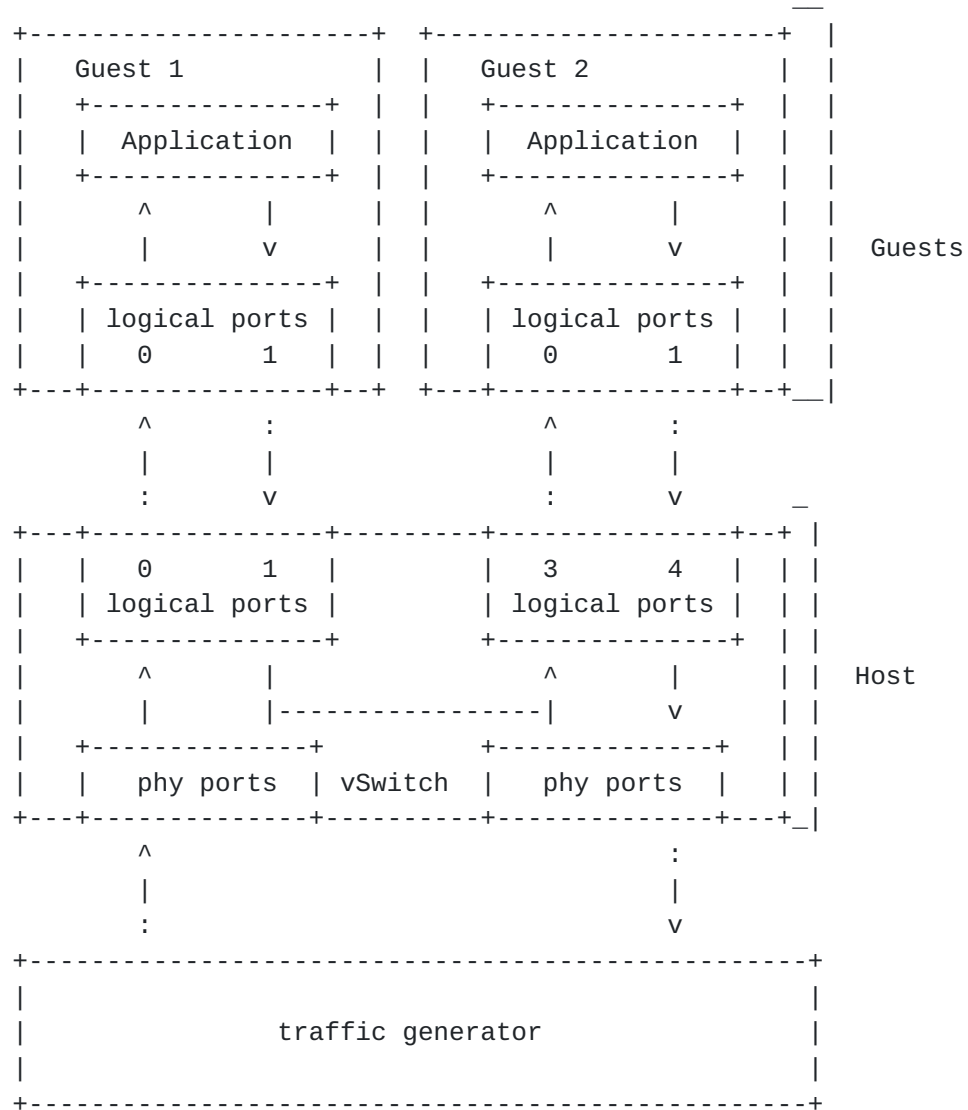 Guest 1 Guest 2
Application Application
Guests
logical ports logical ports
0 1 0 1
0 1 3 4
logical ports logical ports
Host
phy ports vSwitch phy ports
traffic generator